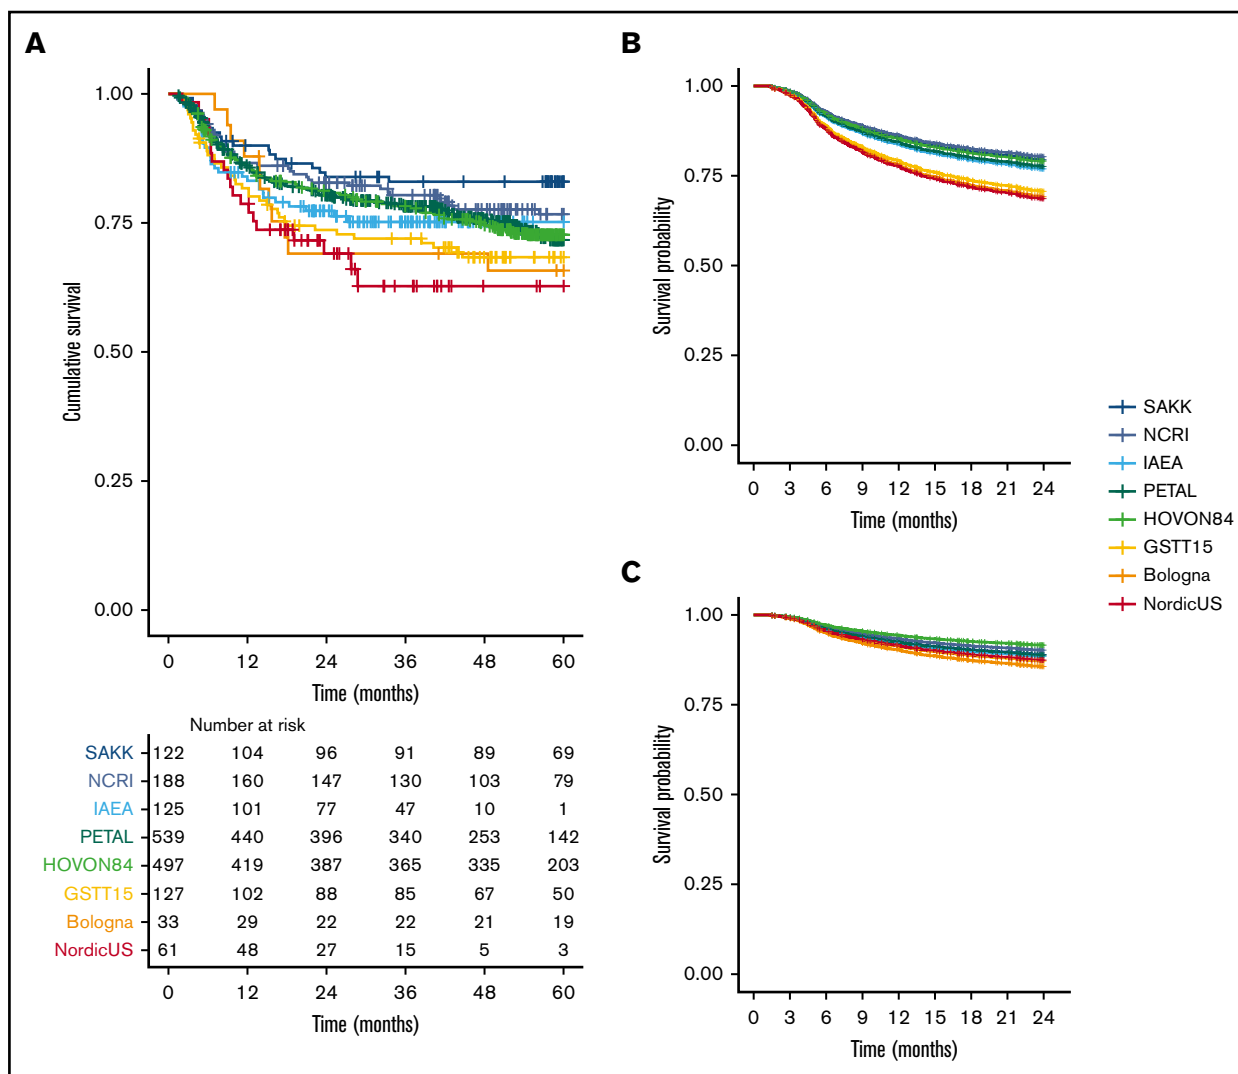 A
1.00
0.75
0.50
0.25
0.00
Cumulative survival
0 12 24 36 48 60
Time (months)
Number at risk
SAKK 122 104 96 91 89 69
NCRI 188 160 147 130 103 79
IAEA 125 101 77 47 10 1
PETAL 539 440 396 340 253 142
HOVON84 497 419 387 365 335 203
GSTT15 127 102 88 85 67 50
Bologna 33 29 22 22 21 19
NordicUS 61 48 27 15 5 3
0 12 24 36 48 60
Time (months)
B
1.00
0.75
0.50
0.25
0.00
Survival probability
0 3 6 9 12 15 18 21 24
Time (months)
SAKK
NCRI
IAEA
PETAL
HOVON84
GSTT15
Bologna
NordicUS
C
1.00
0.75
0.50
0.25
0.00
Survival probability
0 3 6 9 12 15 18 21 24
Time (months)